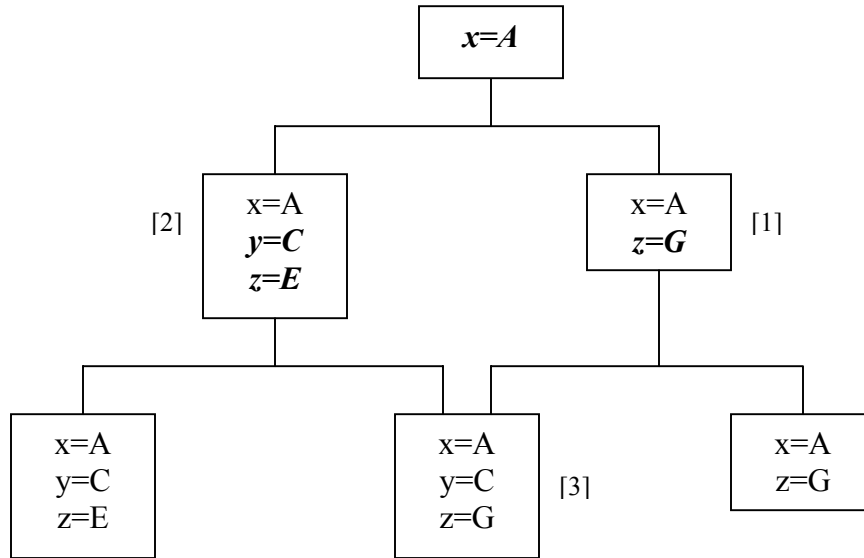 x=A
[2]
x=A
y=C
z=E
x=A
z=G
[1]
x=A
y=C
z=E
x=A
y=C
z=G
[3]
x=A
z=G